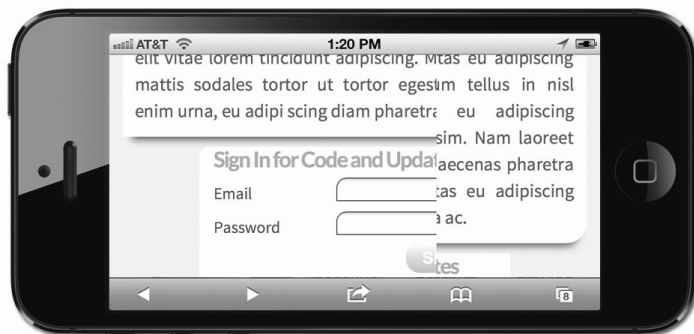 AT&T 1:20 PM
elit vitae lorem tincidunt adipiscing. Mtas eu adipiscing
mattis sodales tortor ut tortor egestım tellus in nisl
enim urna, eu adipi scing diam pharetra eu adipiscing
sim. Nam laoreet
Sign In for Code and Updat aecenas pharetra
Email tas eu adipiscing
Password a ac.
S tes
8